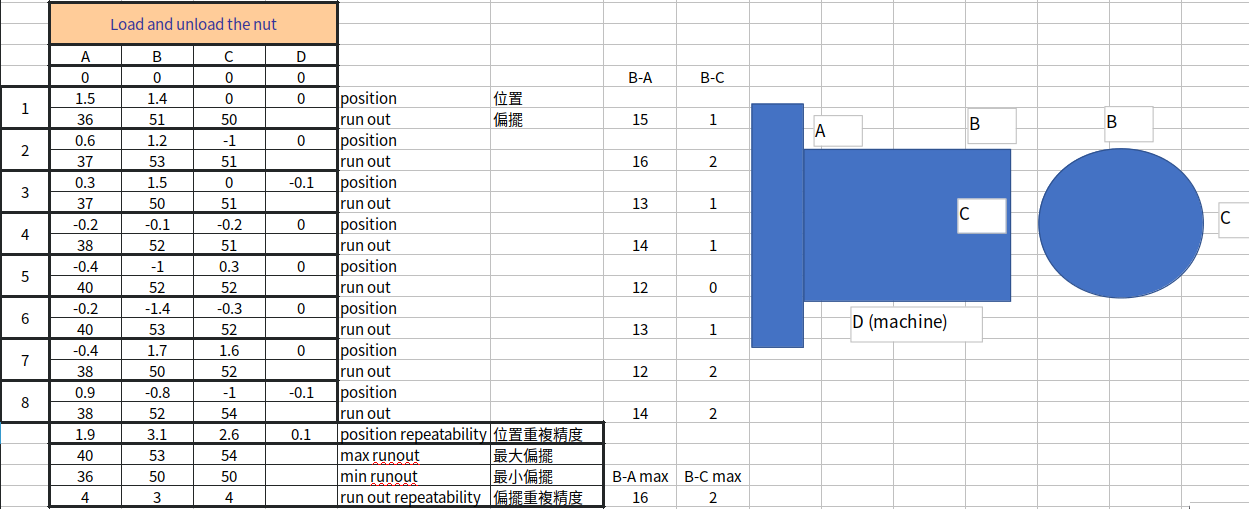 Load and unload the nut
A B C D
0 0 0 0 B-A B-C
1 1.5 1.4 0 0 position 位置
36 51 50 run out 偏擺 15 1
2 0.6 1.2 -1 0 position
37 53 51 run out 16 2
3 0.3 1.5 0 -0.1 position
37 50 51 run out 13 1
4 -0.2 -0.1 -0.2 0 position
38 52 51 run out 14 1
5 -0.4 -1 0.3 0 position
40 52 52 run out 12 0
6 -0.2 -1.4 -0.3 0 position
40 53 52 run out 13 1
7 -0.4 1.7 1.6 0 position
38 50 52 run out 12 2
8 0.9 -0.8 -1 -0.1 position
38 52 54 run out 14 2
1.9 3.1 2.6 0.1 position repeatability 位置重複精度
40 53 54 max runout 最大偏擺
36 50 50 min runout 最小偏擺 B-A max B-C max
4 3 4 run out repeatability 偏擺重複精度 16 2
A
B
C
D (machine)
B
C